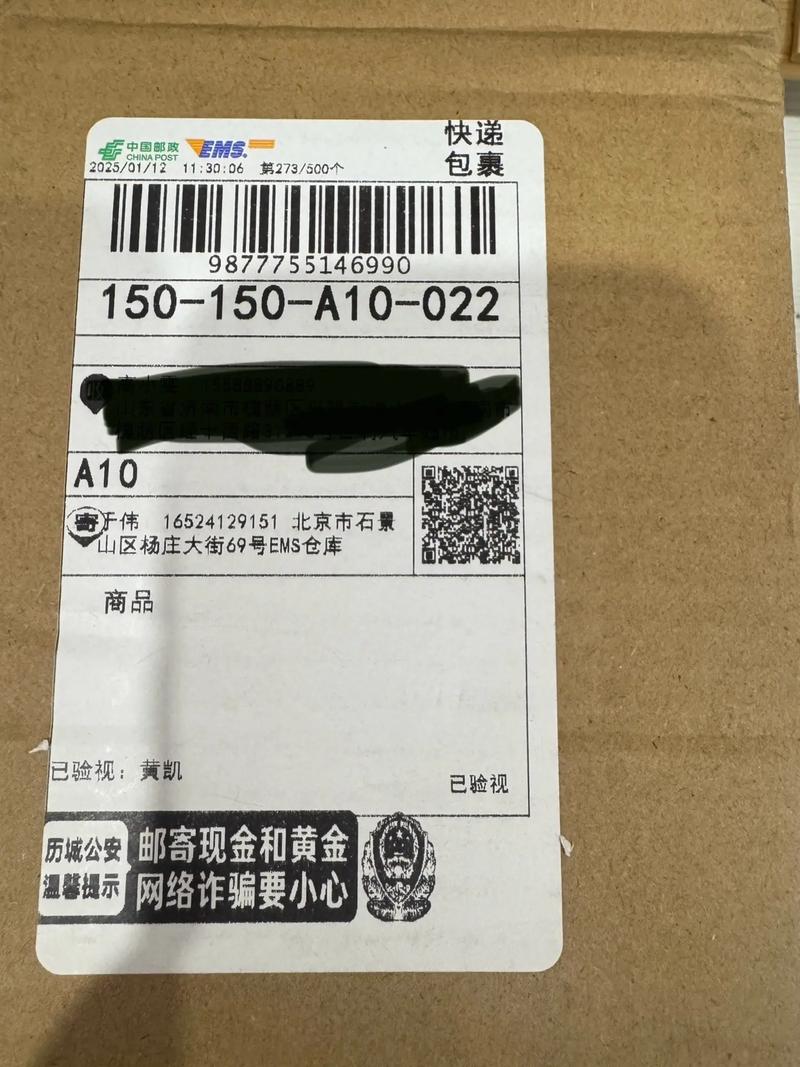 中国邮政
CHINA POST
EMS.
快递
包裹
2025/01/12 11:30:06 第273/500个
9877755146990
150-150-A10-022
A10
寄 于伟 16524129151 北京市石景
山区杨庄大街69号EMS仓库
商品
已验视：黄凯
已验视
历城公安
温馨提示
邮寄现金和黄金
网络诈骗要小心